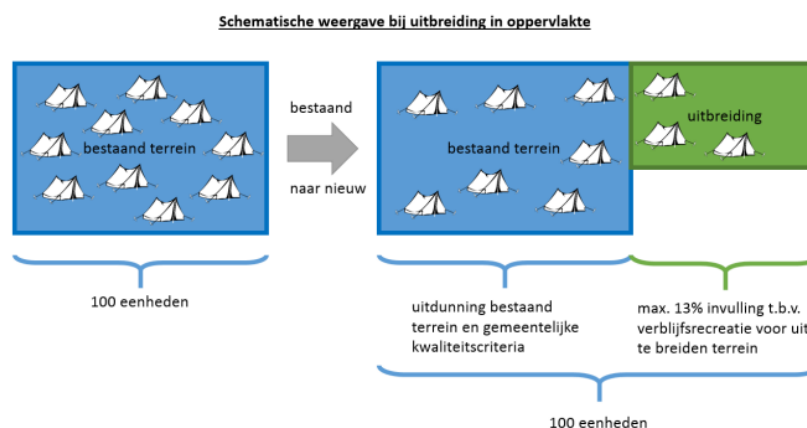 Schematische weergave bij uitbreiding in oppervlakte
bestaand terrein
bestaand
naar nieuw
bestaand terrein
uitbreiding
100 eenheden
uitdunning bestaand
terrein en gemeentelijke
kwaliteitscriteria
max. 13% invulling t.b.v.
verblijfsrecreatie voor uit
te breiden terrein
100 eenheden